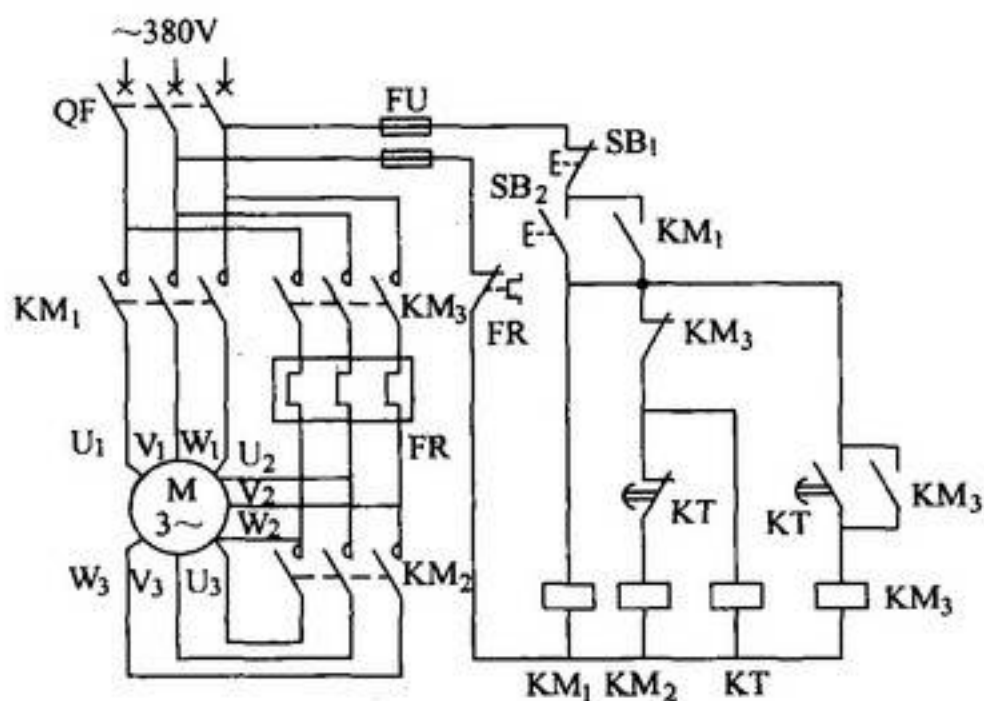 ~380V
QF
FU
SB₁
SB₂
KM₁
KM₁
KM₃
FR
KM₃
FR
U₁ V₁ W₁ U₂
V₂
W₂
M
3~
KT
KT
KM₃
W₃ V₃ U₃
KM₂
KM₃
KM₁ KM₂ KT